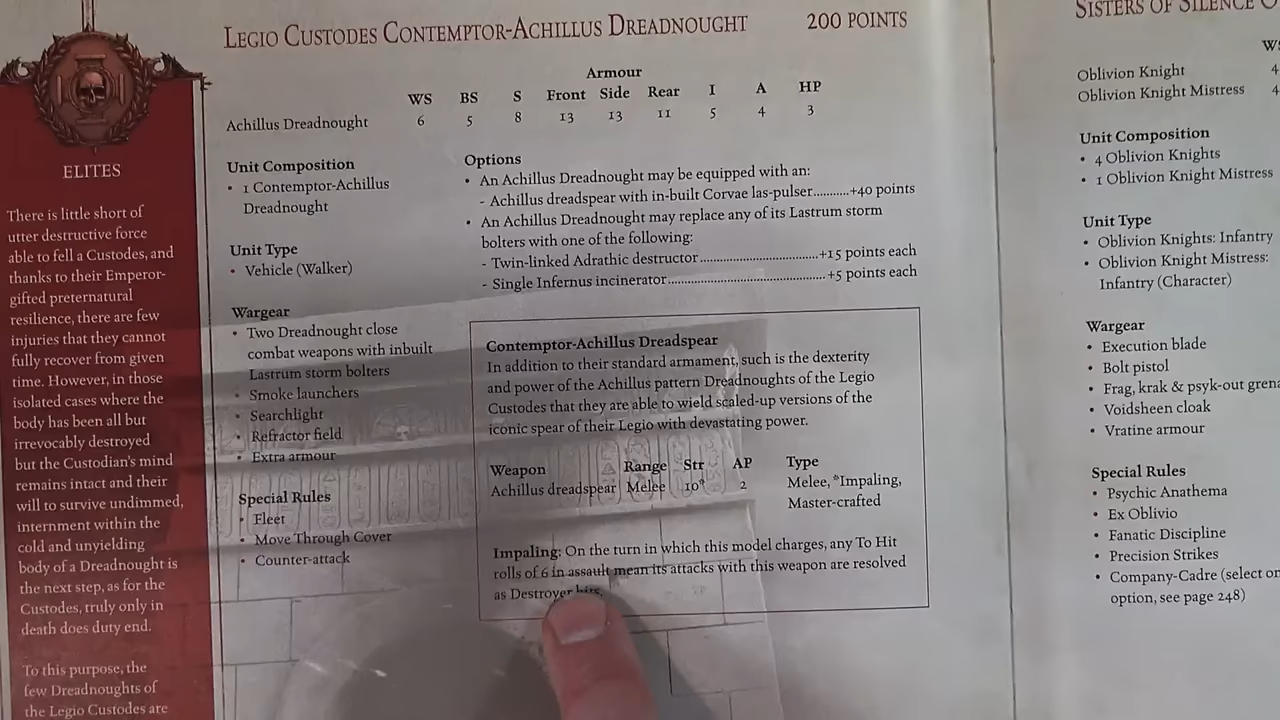 LEGIO CUSTODES CONTEMPTOR-ACHILLUS DREADNOUGHT 200 POINTS
Armour
WS BS S Front Side Rear I A HP
Achillus Dreadnought 6 5 8 13 13 11 5 4 3
Unit Composition
• 1 Contemptor-Achillus
Dreadnought
Unit Type
• Vehicle (Walker)
Wargear
• Two Dreadnought close
combat weapons with inbuilt
Lastrum storm bolters
• Smoke launchers
• Searchlight
• Refractor field
• Extra armour
Special Rules
• Fleet
• Move Through Cover
• Counter-attack
Options
• An Achillus Dreadnought may be equipped with an:
- Achillus dreadspear with in-built Corvae las-pulser..........+40 points
• An Achillus Dreadnought may replace any of its Lastrum storm
bolters with one of the following:
- Twin-linked Adrathic destructor..................................+15 points each
- Single Infernus incinerator.............................................+5 points each
Contemptor-Achillus Dreadspear
In addition to their standard armament, such is the dexterity
and power of the Achillus pattern Dreadnoughts of the Legio
Custodes that they are able to wield scaled-up versions of the
iconic spear of their Legio with devastating power.
Weapon Range Str AP Type
Achillus dreadspear Melee 10* 2 Melee, *Impaling,
Master-crafted
Impaling: On the turn in which this model charges, any To Hit
rolls of 6 in assault mean its attacks with this weapon are resolved
as Destroyer hits.
ELITES
There is little short of
utter destructive force
able to fell a Custodes, and
thanks to their Emperor-
gifted preternatural
resilience, there are few
injuries that they cannot
fully recover from given
time. However, in those
isolated cases where the
body has been all but
irrevocably destroyed
but the Custodian's mind
remains intact and their
will to survive undimmed,
internment within the
cold and unyielding
body of a Dreadnought is
the next step, as for the
Custodes, truly only in
death does duty end.
To this purpose, the
few Dreadnoughts of
the Legio Custodes are
SISTERS OF SILENCE O
WS
Oblivion Knight 4
Oblivion Knight Mistress 4
Unit Composition
• 4 Oblivion Knights
• 1 Oblivion Knight Mistress
Unit Type
• Oblivion Knights: Infantry
• Oblivion Knight Mistress:
Infantry (Character)
Wargear
• Execution blade
• Bolt pistol
• Frag, krak & psyk-out grena
• Voidsheen cloak
• Vratine armour
Special Rules
• Psychic Anathema
• Ex Oblivio
• Fanatic Discipline
• Precision Strikes
• Company-Cadre (select on
option, see page 248)